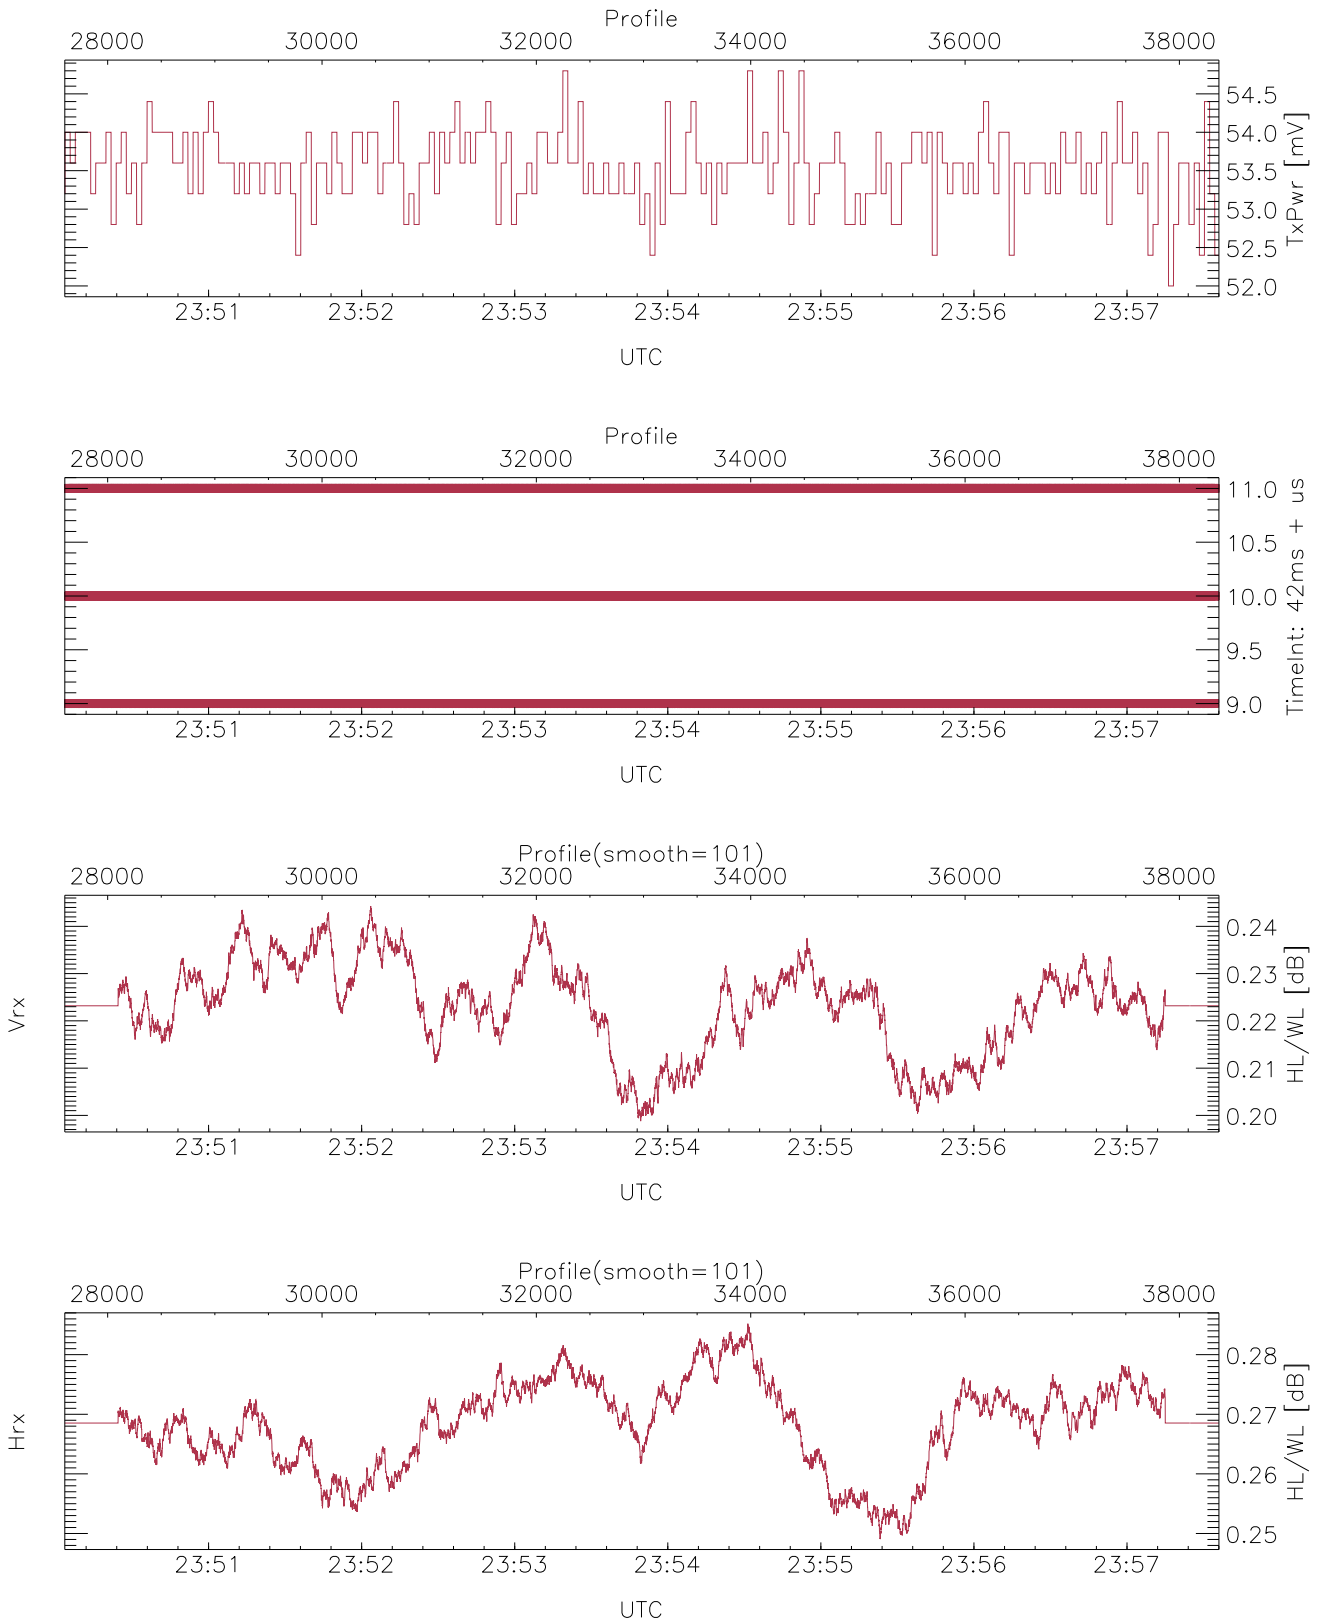 Profile
28000 30000 32000 34000 36000 38000
54.5
54.0
53.5
53.0
52.5
52.0
TxPwr [mV]
23:51 23:52 23:53 23:54 23:55 23:56 23:57
UTC
Profile
28000 30000 32000 34000 36000 38000
11.0
10.5
10.0
9.5
9.0
TimeInt: 42ms + us
23:51 23:52 23:53 23:54 23:55 23:56 23:57
UTC
Profile(smooth=101)
28000 30000 32000 34000 36000 38000
Vrx
0.24
0.23
0.22
0.21
0.20
HL/WL [dB]
23:51 23:52 23:53 23:54 23:55 23:56 23:57
UTC
Profile(smooth=101)
28000 30000 32000 34000 36000 38000
Hrx
0.28
0.27
0.26
0.25
HL/WL [dB]
23:51 23:52 23:53 23:54 23:55 23:56 23:57
UTC